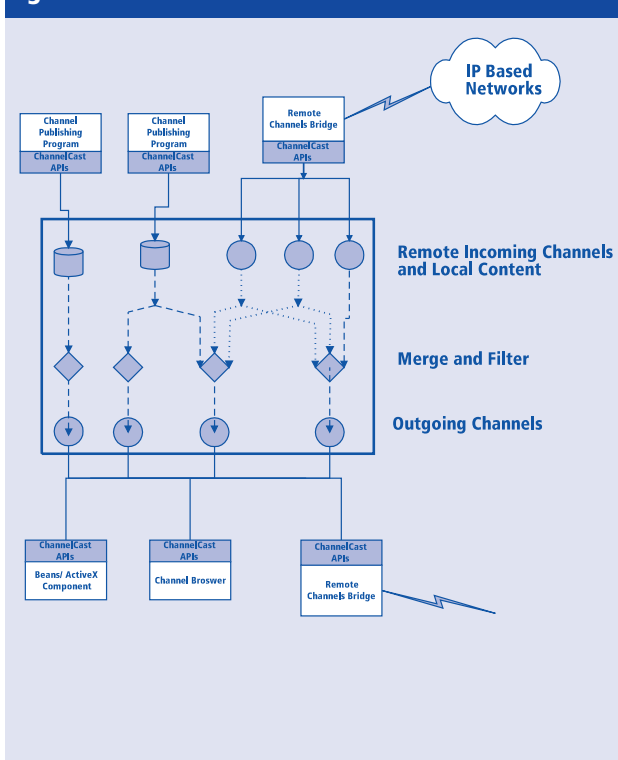 IP Based
Networks
Remote
Channels Bridge
ChannelCast
APIs
Channel
Publishing
Program
ChannelCast
APIs
Channel
Publishing
Program
ChannelCast
APIs
Remote Incoming Channels
and Local Content
Merge and Filter
Outgoing Channels
ChannelCast
APIs
Beans/ ActiveX
Component
ChannelCast
APIs
Channel Broswer
ChannelCast
APIs
Remote
Channels Bridge